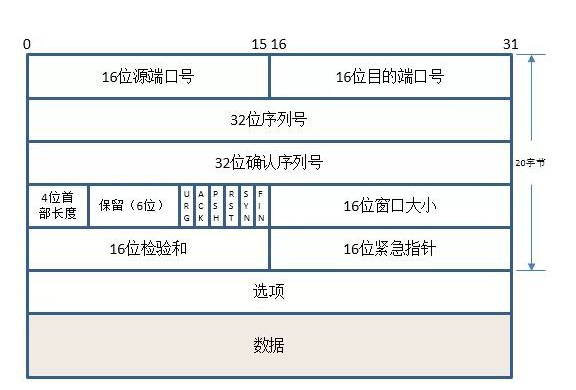 0 15 16 31
16位源端口号 16位目的端口号
32位序列号
32位确认序列号
20字节
4位首
部长度
保留（6位）
URG
ACK
PSH
RST
SYN
FIN
16位窗口大小
16位检验和 16位紧急指针
选项
数据